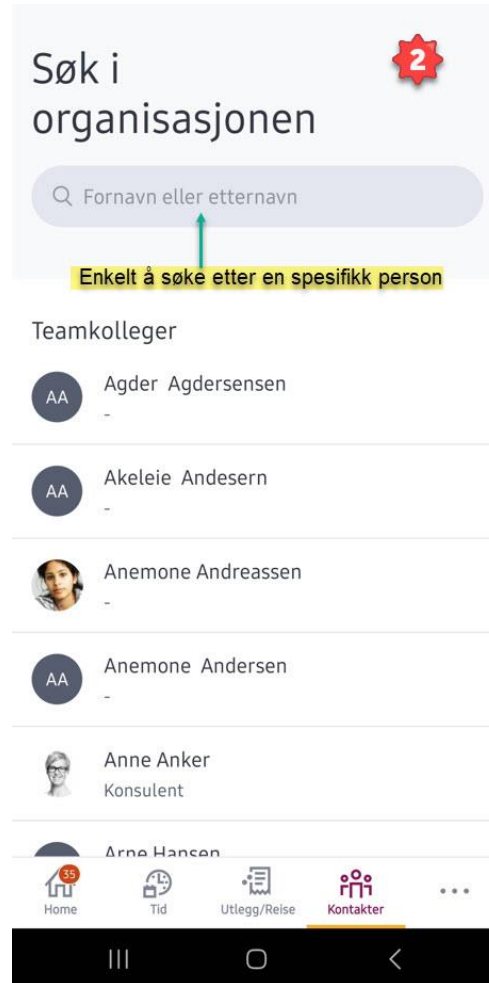 Søk i
organisasjonen
2
Fornavn eller etternavn
Enkelt å søke etter en spesifikk person
Teamkolleger
AA
Agder Agdersensen
-
AA
Akeleie Andesern
-
Anemone Andreassen
-
AA
Anemone Andersen
-
Anne Anker
Konsulent
Arne Hansen
35
Home
Tid
Utlegg/Reise
Kontakter